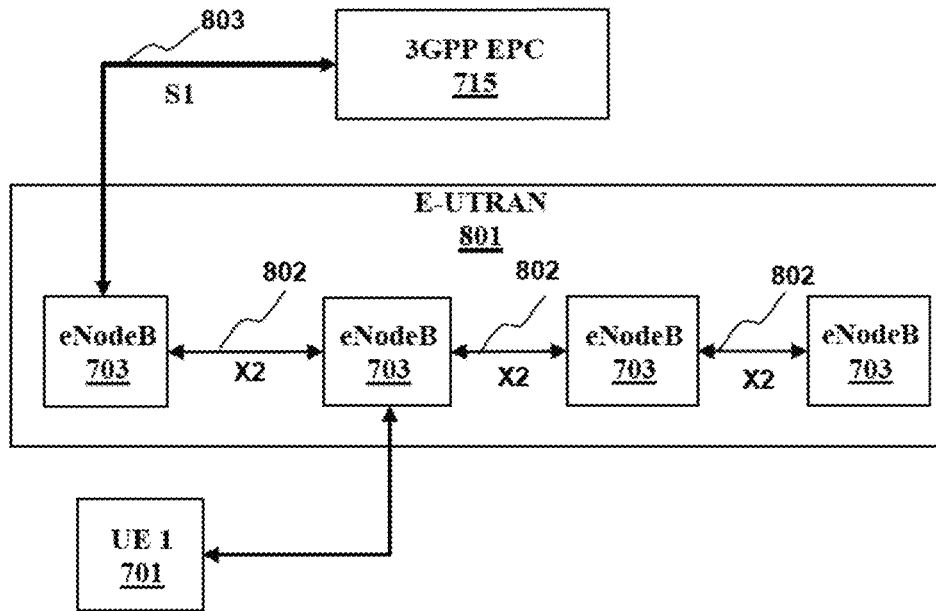 803
3GPP EPC
715
S1
E-UTRAN
801
802
802
802
eNodeB
703
eNodeB
703
eNodeB
703
eNodeB
703
X2
X2
X2
UE 1
701